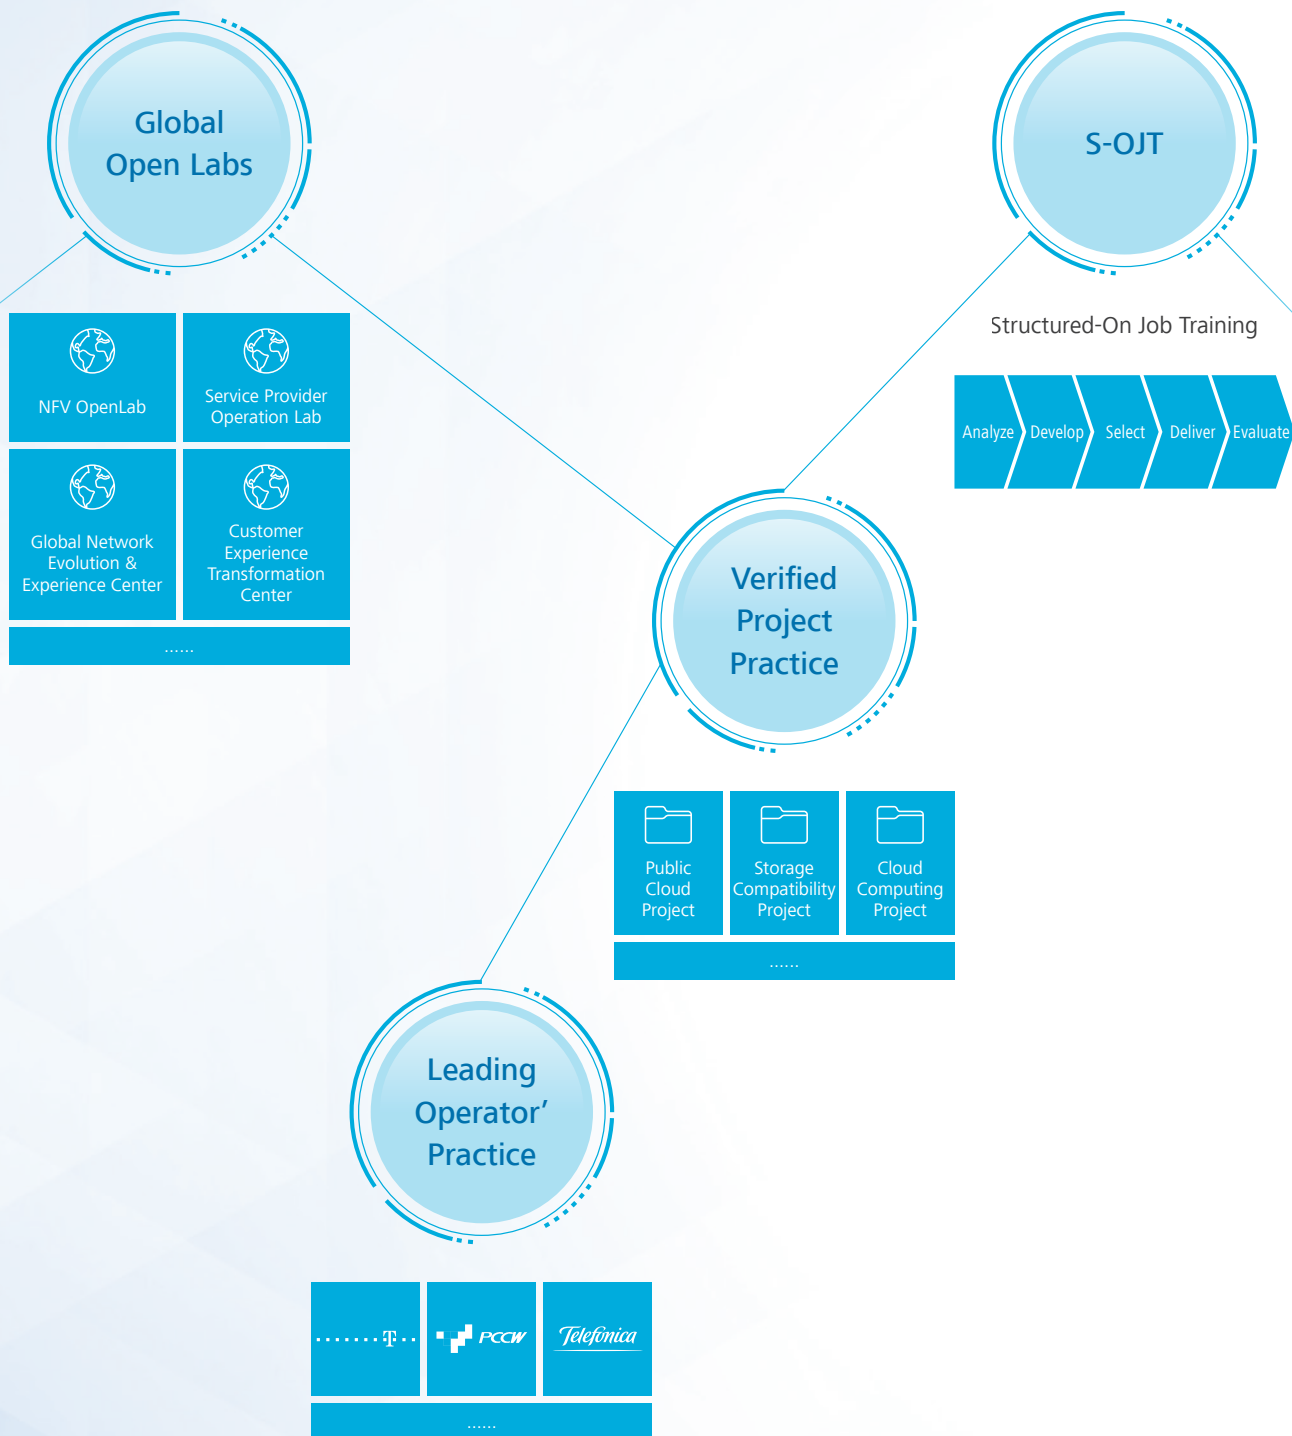 Global
Open Labs
NFV OpenLab
Service Provider
Operation Lab
Global Network
Evolution &
Experience Center
Customer
Experience
Transformation
Center
......
S-OJT
Structured-On Job Training
Analyze
Develop
Select
Deliver
Evaluate
Verified
Project
Practice
Public
Cloud
Project
Storage
Compatibility
Project
Cloud
Computing
Project
......
Leading
Operator’
Practice
T
PCCW
Telefónica
......